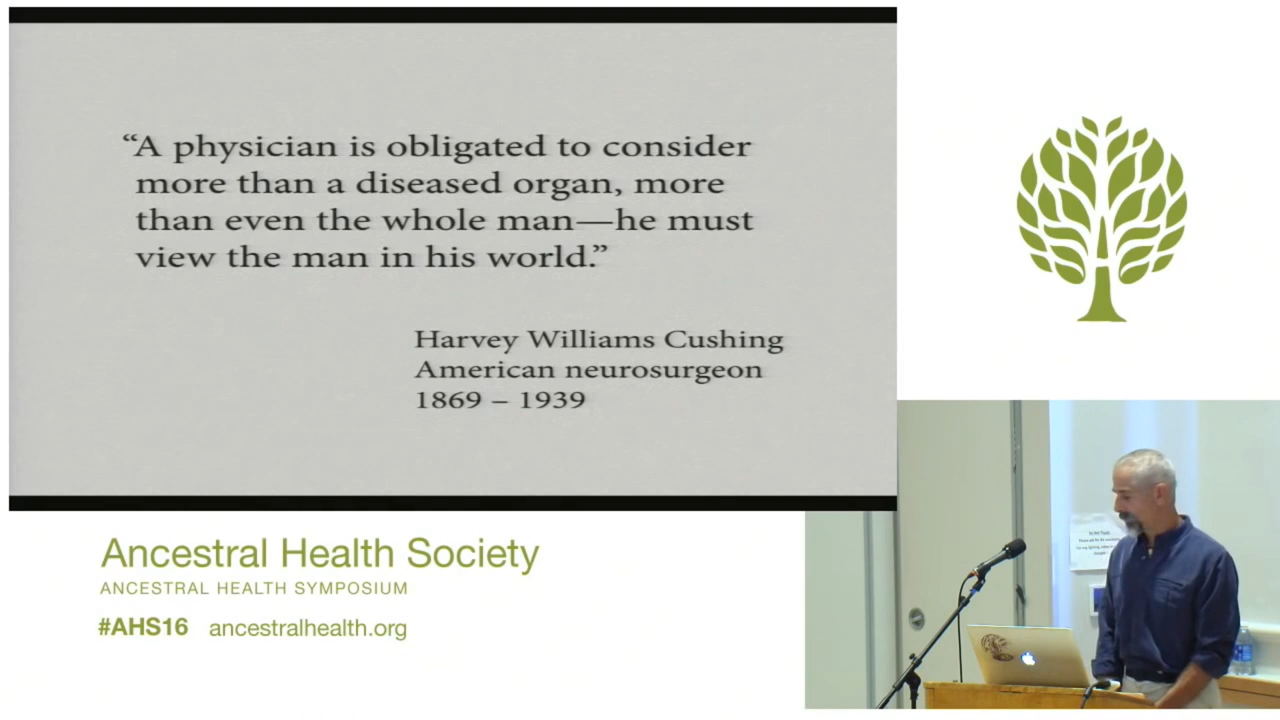 “A physician is obligated to consider
more than a diseased organ, more
than even the whole man—he must
view the man in his world.”
Harvey Williams Cushing
American neurosurgeon
1869 – 1939
Ancestral Health Society
ANCESTRAL HEALTH SYMPOSIUM
#AHS16 ancestralhealth.org